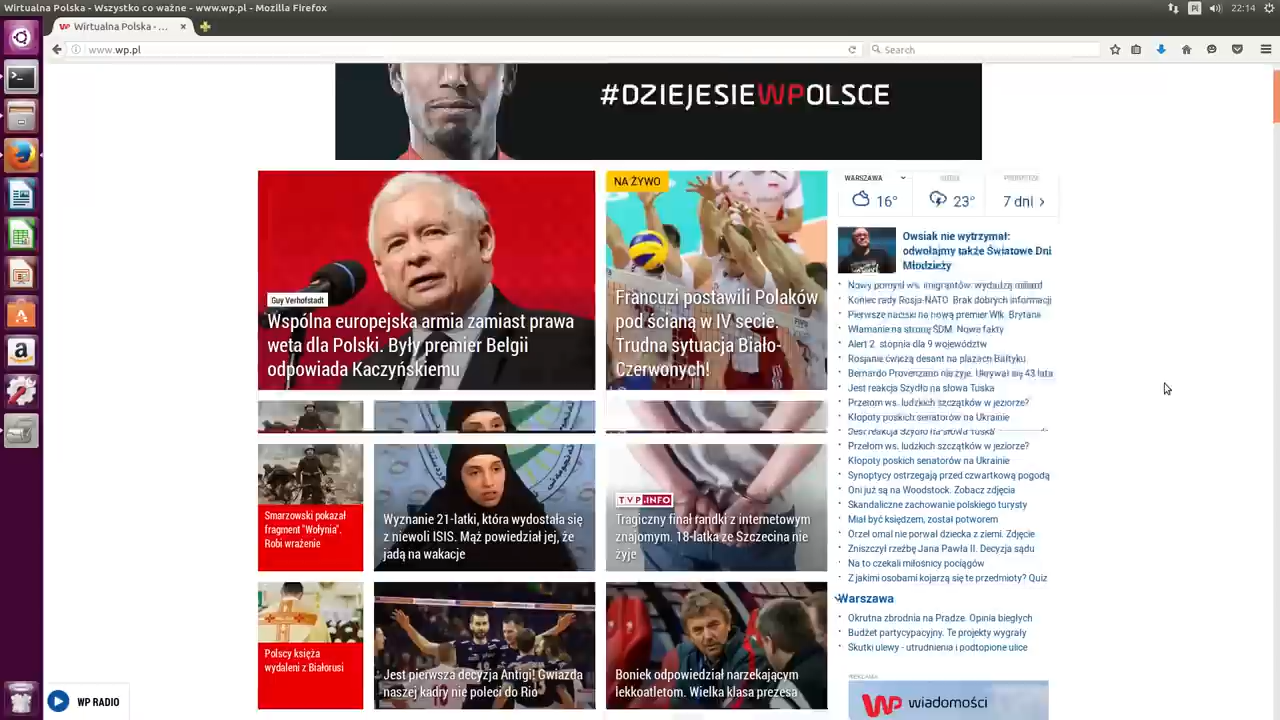 Wirtualna Polska - www.wp.pl - Mozilla Firefox
Pl
22:14
Wirtualna Polska - ...
www.wp.pl
Search
#DZIEJESIEWPOLSCE
Guy Verhofstadt
Wspólna europejska armia zamiast prawa
weta dla Polski. Były premier Belgii
odpowiada Kaczyńskiemu
NA ŻYWO
Francuzi postawili Polaków
pod ścianą w IV secie.
Trudna sytuacja Biało-
Czerwonych!
WARSZAWA
16°
23°
7 dni
Owsiak nie wytrzymał:
odwołajmy także Światowe Dni
Młodzieży
Nowy pomysł ws. imigrantów: wydadzą miliard
Koniec rady Rosja-NATO. Brak dobrych informacji
Pierwsze naciski na nową premier Wlk. Brytanii
Włamanie na stronę ŚDM. Nowe fakty
Alert 2. stopnia dla 9 województw
Rosjanie ćwiczą desant na plażach Bałtyku
Bernardo Provenzano nie żyje. Ukrywał się 43 lata
Jest reakcja Szydło na słowa Tuska
Przełom ws. ludzkich szczątków w jeziorze?
Kłopoty poskich senatorów na Ukrainie
Jest reakcja Szydło na słowa Tuska
Przełom ws. ludzkich szczątków w jeziorze?
Kłopoty poskich senatorów na Ukrainie
Synoptycy ostrzegają przed czwartkową pogodą
Oni już są na Woodstock. Zobacz zdjęcia
Skandaliczne zachowanie polskiego turysty
Miał być księdzem, został potworem
Orzeł omal nie porwał dziecka z ziemi. Zdjęcie
Zniszczył rzeźbę Jana Pawła II. Decyzja sądu
Na to czekali miłośnicy pociągów
Z jakimi osobami kojarzą się te przedmioty? Quiz
Warszawa
Okrutna zbrodnia na Pradze. Opinia biegłych
Budżet partycypacyjny. Te projekty wygrały
Skutki ulewy - utrudnienia i podtopione ulice
REKLAMA
WP wiadomości
Smarzowski pokazał
fragment "Wołynia".
Robi wrażenie
Wyznanie 21-latki, która wydostała się
z niewoli ISIS. Mąż powiedział jej, że
jadą na wakacje
TVP.INFO
Tragiczny finał randki z internetowym
znajomym. 18-latka ze Szczecina nie
żyje
Polscy księża
wydaleni z Białorusi
Jest pierwsza decyzja Antigi! Gwiazda
naszej kadry nie poleci do Rio
Boniek odpowiedział narzekającym
lekkoatletom. Wielka klasa prezesa
WP RADIO